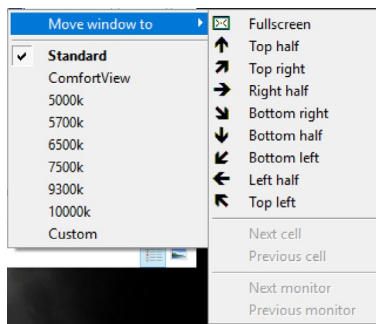 Move window to
Standard
ComfortView
5000k
5700k
6500k
7500k
9300k
10000k
Custom
Fullscreen
Top half
Top right
Right half
Bottom right
Bottom half
Bottom left
Left half
Top left
Next cell
Previous cell
Next monitor
Previous monitor